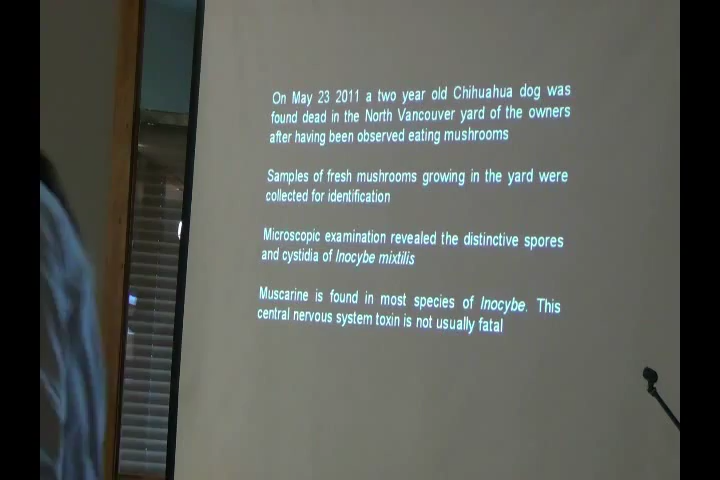 On May 23 2011 a two year old Chihuahua dog was
found dead in the North Vancouver yard of the owners
after having been observed eating mushrooms
Samples of fresh mushrooms growing in the yard were
collected for identification
Microscopic examination revealed the distinctive spores
and cystidia of Inocybe mixtilis
Muscarine is found in most species of Inocybe. This
central nervous system toxin is not usually fatal